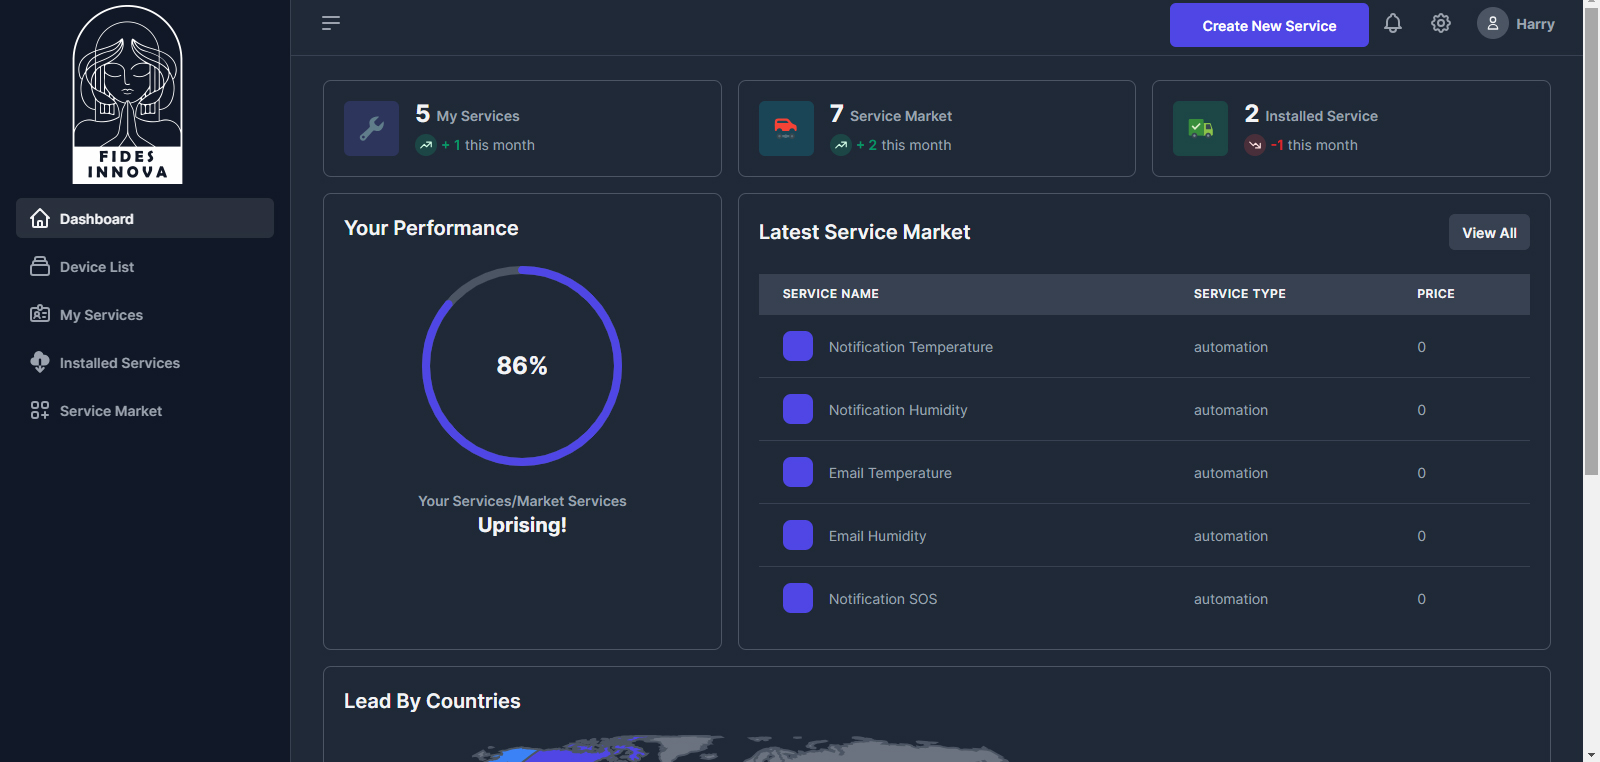 FIDES
INNOVA
Dashboard
Device List
My Services
Installed Services
Service Market
Create New Service
Harry
5 My Services
+ 1 this month
7 Service Market
+ 2 this month
2 Installed Service
-1 this month
Your Performance
86%
Your Services/Market Services
Uprising!
Latest Service Market
View All
SERVICE NAME SERVICE TYPE PRICE
Notification Temperature automation 0
Notification Humidity automation 0
Email Temperature automation 0
Email Humidity automation 0
Notification SOS automation 0
Lead By Countries